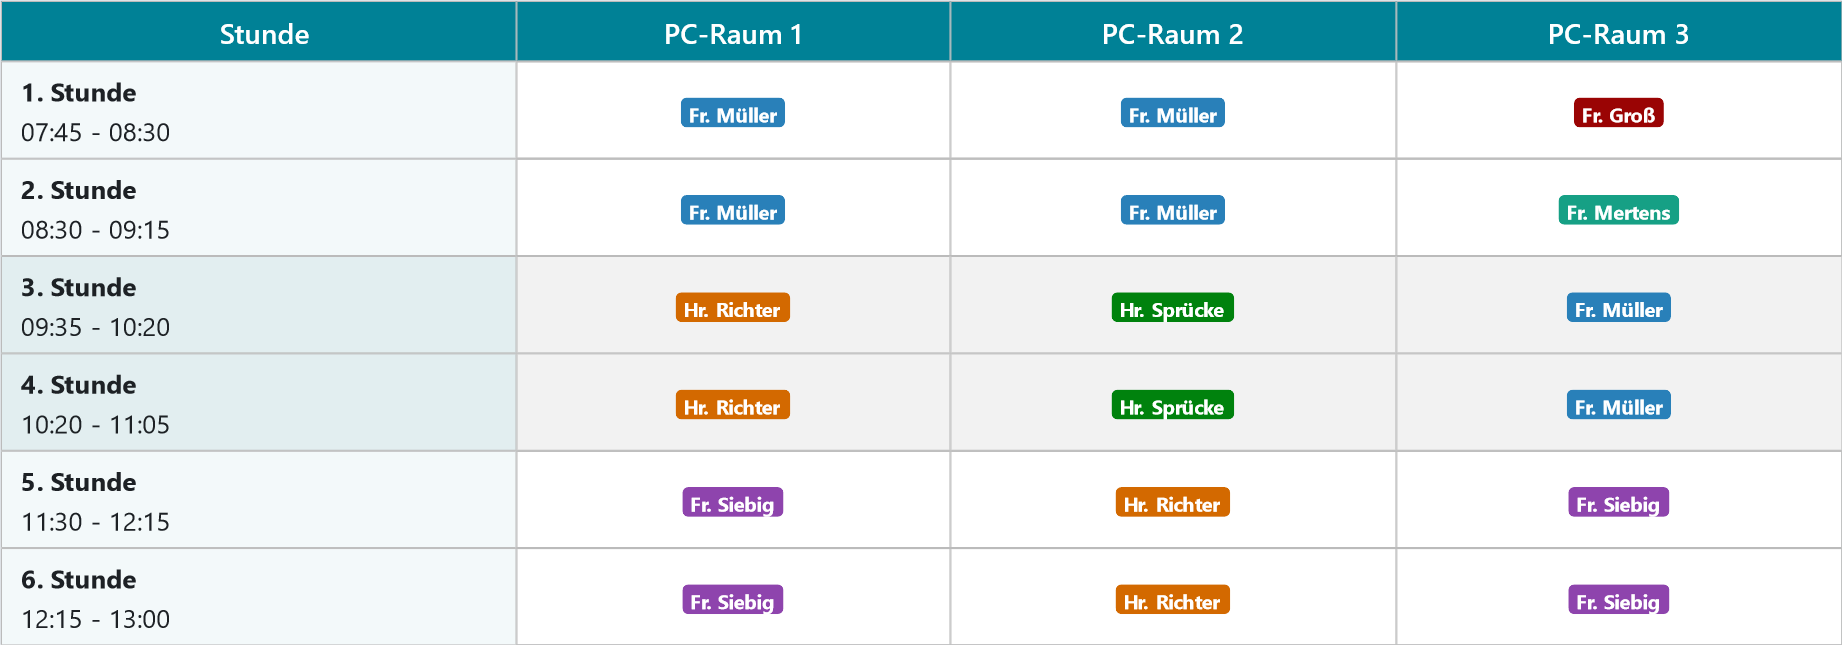 Stunde PC-Raum 1 PC-Raum 2 PC-Raum 3
1. Stunde
07:45 - 08:30
Fr. Müller Fr. Müller Fr. Groß
2. Stunde
08:30 - 09:15
Fr. Müller Fr. Müller Fr. Mertens
3. Stunde
09:35 - 10:20
Hr. Richter Hr. Sprücke Fr. Müller
4. Stunde
10:20 - 11:05
Hr. Richter Hr. Sprücke Fr. Müller
5. Stunde
11:30 - 12:15
Fr. Siebig Hr. Richter Fr. Siebig
6. Stunde
12:15 - 13:00
Fr. Siebig Hr. Richter Fr. Siebig